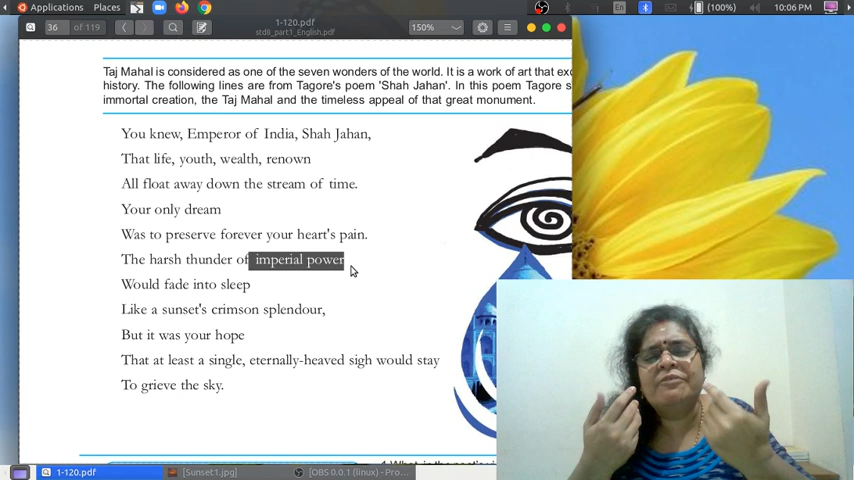 Applications Places En (100%) 10:06 PM
36 of 119 1-120.pdf 150%
std8_part1_English.pdf
Taj Mahal is considered as one of the seven wonders of the world. It is a work of art that exc
history. The following lines are from Tagore's poem 'Shah Jahan'. In this poem Tagore s
immortal creation, the Taj Mahal and the timeless appeal of that great monument.
You knew, Emperor of India, Shah Jahan,
That life, youth, wealth, renown
All float away down the stream of time.
Your only dream
Was to preserve forever your heart's pain.
The harsh thunder of imperial power
Would fade into sleep
Like a sunset's crimson splendour,
But it was your hope
That at least a single, eternally-heaved sigh would stay
To grieve the sky.
1-120.pdf [Sunset1.jpg] [OBS 0.0.1 (linux) - Pro...